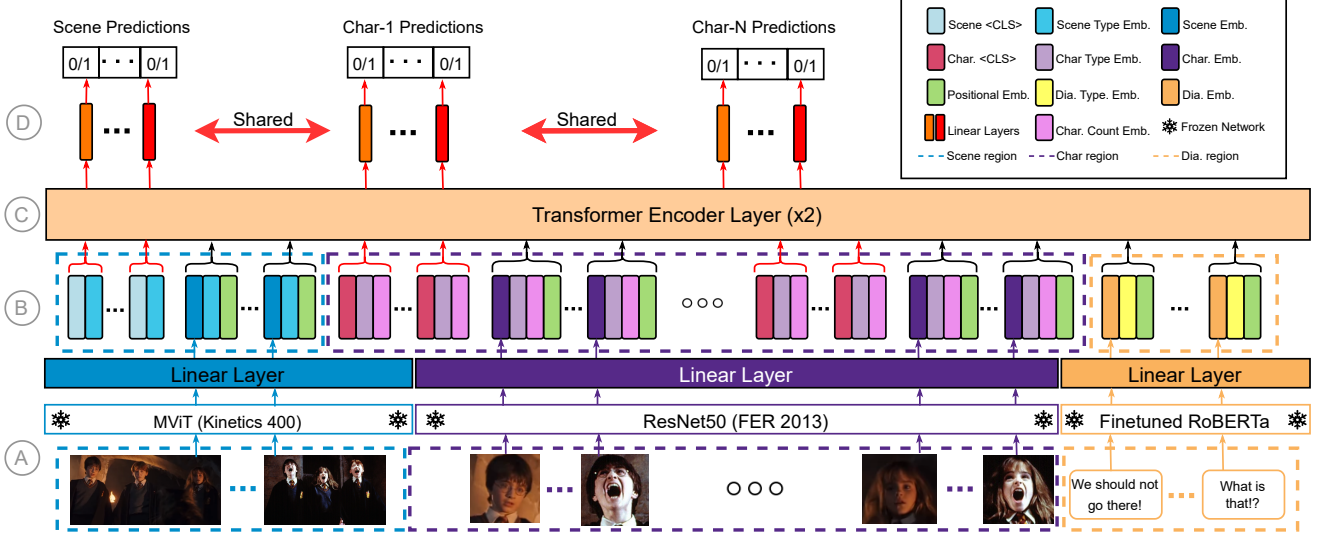 Scene Predictions
Char-1 Predictions
Char-N Predictions
0/1 · · · 0/1
0/1 · · · 0/1
0/1 · · · 0/1
Scene <CLS>
Scene Type Emb.
Scene Emb.
Char. <CLS>
Char Type Emb.
Char. Emb.
Positional Emb.
Dia. Type. Emb.
Dia. Emb.
Linear Layers
Char. Count Emb.
Frozen Network
Scene region
Char region
Dia. region
D
Shared
Shared
C
Transformer Encoder Layer (x2)
B
Linear Layer
Linear Layer
Linear Layer
MViT (Kinetics 400)
ResNet50 (FER 2013)
Finetuned RoBERTa
A
We should not
go there!
What is
that!?